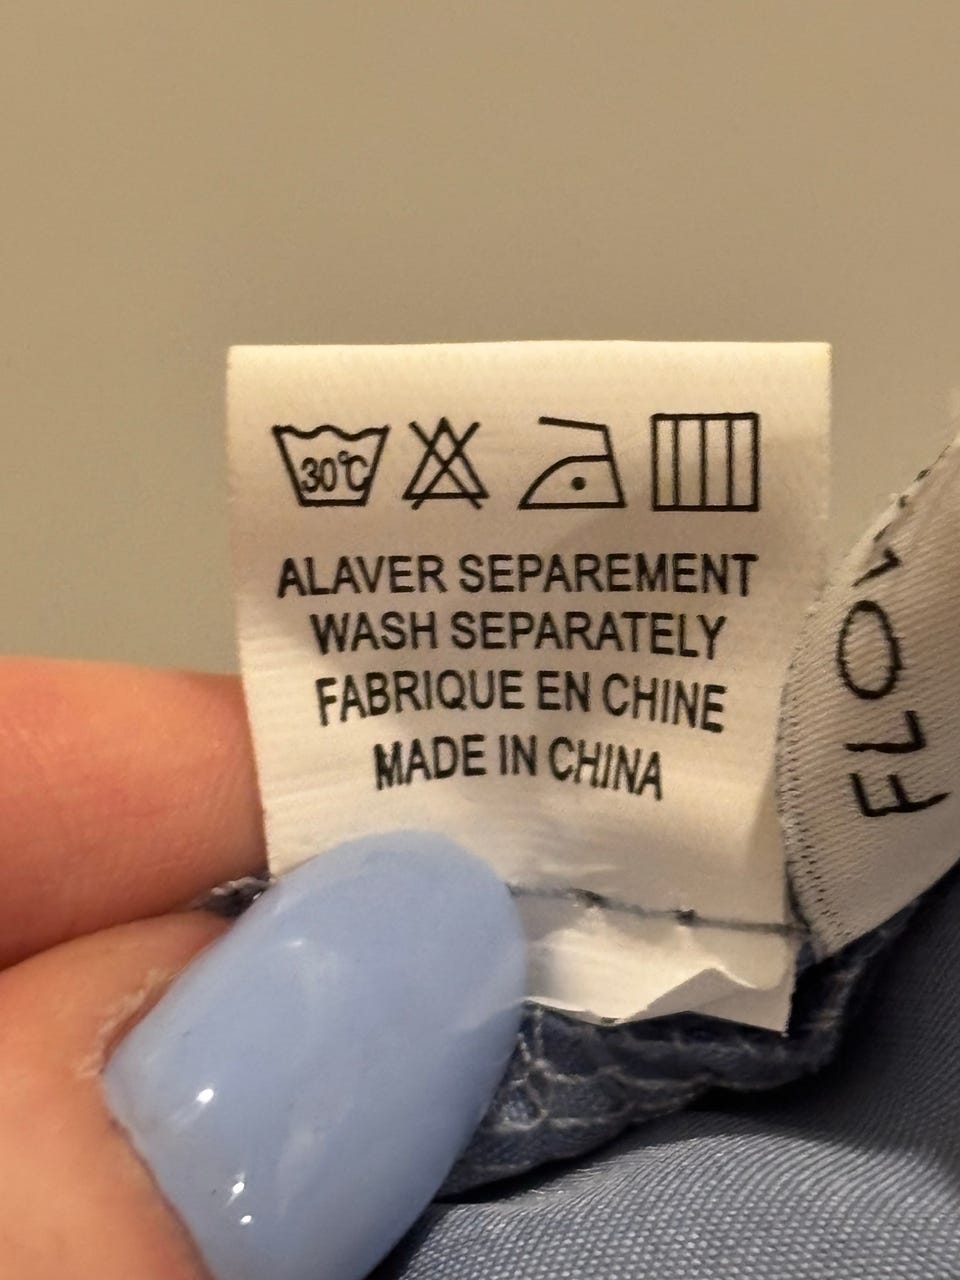 30°C
ALAVER SEPAREMENT
WASH SEPARATELY
FABRIQUE EN CHINE
MADE IN CHINA